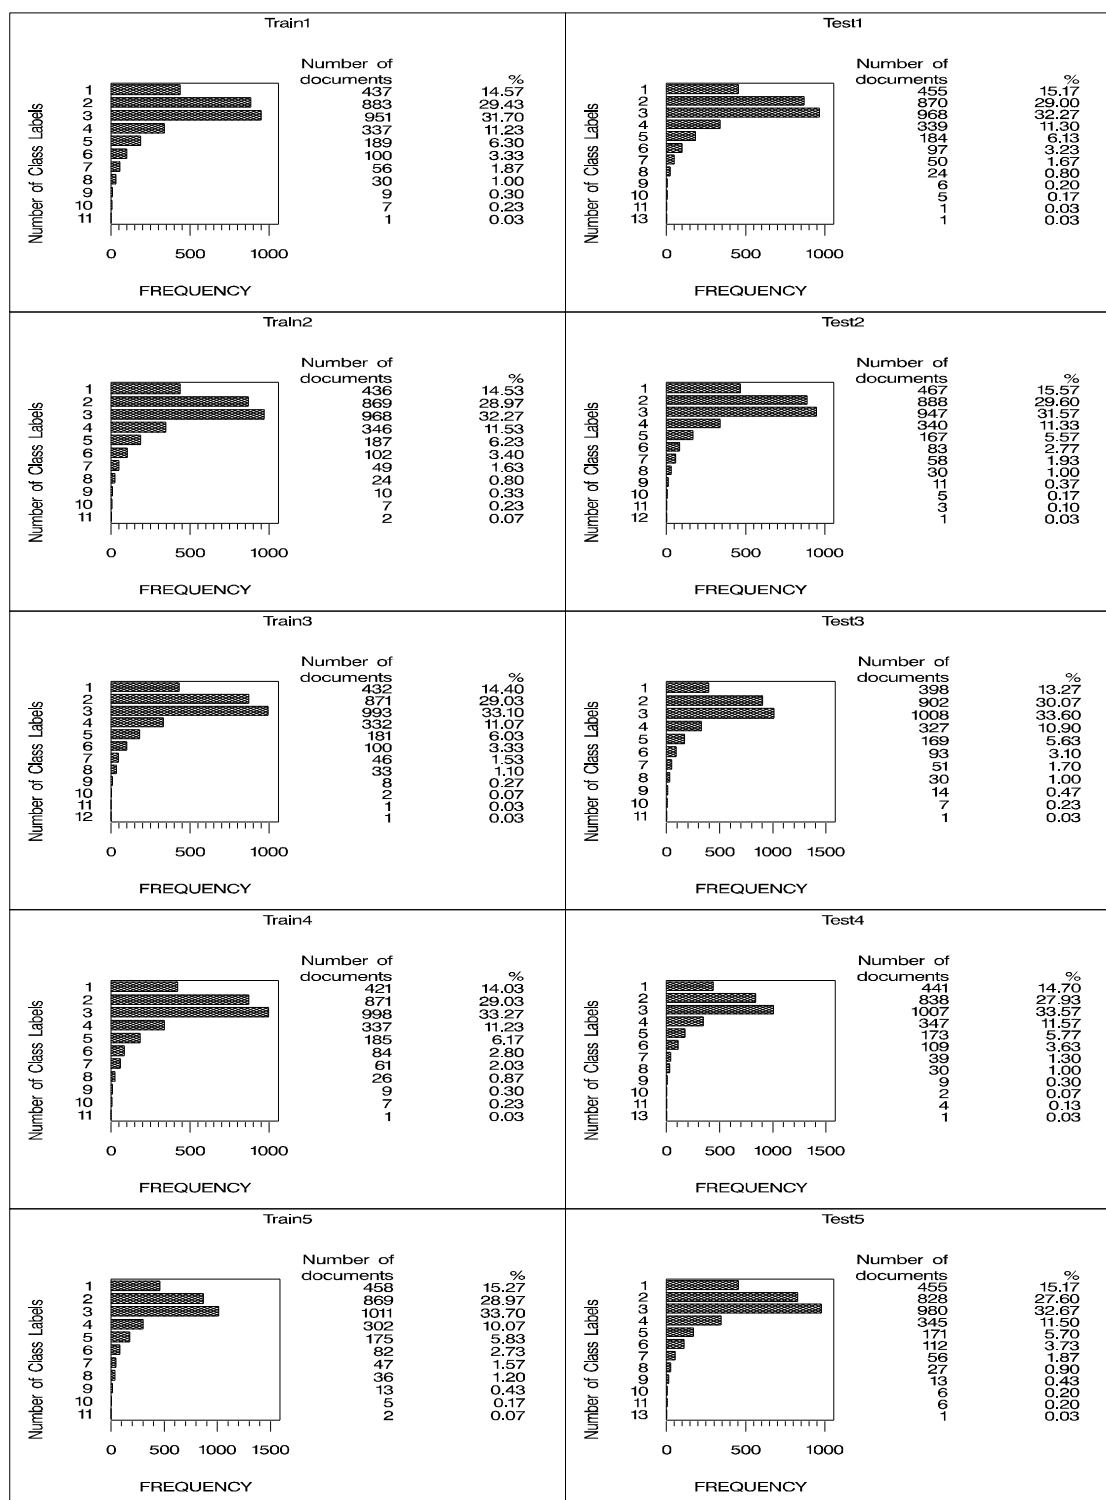 Train1
Number of
documents %
1 437 14.57
2 883 29.43
3 951 31.70
4 337 11.23
5 189 6.30
6 100 3.33
7 56 1.87
8 30 1.00
9 9 0.30
10 7 0.23
11 1 0.03
Number of Class Labels
0 500 1000
FREQUENCY
Test1
Number of
documents %
1 455 15.17
2 870 29.00
3 968 32.27
4 339 11.30
5 184 6.13
6 97 3.23
7 50 1.67
8 24 0.80
9 6 0.20
10 5 0.17
11 1 0.03
13 1 0.03
Number of Class Labels
0 500 1000
FREQUENCY
Train2
Number of
documents %
1 436 14.53
2 869 28.97
3 968 32.27
4 346 11.53
5 187 6.23
6 102 3.40
7 49 1.63
8 24 0.80
9 10 0.33
10 7 0.23
11 2 0.07
Number of Class Labels
0 500 1000
FREQUENCY
Test2
Number of
documents %
1 467 15.57
2 888 29.60
3 947 31.57
4 340 11.33
5 167 5.57
6 83 2.77
7 58 1.93
8 30 1.00
9 11 0.37
10 5 0.17
11 3 0.10
12 1 0.03
Number of Class Labels
0 500 1000
FREQUENCY
Train3
Number of
documents %
1 432 14.40
2 871 29.03
3 993 33.10
4 332 11.07
5 181 6.03
6 100 3.33
7 46 1.53
8 33 1.10
9 8 0.27
10 2 0.07
11 1 0.03
12 1 0.03
Number of Class Labels
0 500 1000
FREQUENCY
Test3
Number of
documents %
1 398 13.27
2 902 30.07
3 1008 33.60
4 327 10.90
5 169 5.63
6 93 3.10
7 51 1.70
8 30 1.00
9 14 0.47
10 7 0.23
11 1 0.03
Number of Class Labels
0 500 1000 1500
FREQUENCY
Train4
Number of
documents %
1 421 14.03
2 871 29.03
3 998 33.27
4 337 11.23
5 185 6.17
6 84 2.80
7 61 2.03
8 26 0.87
9 9 0.30
10 7 0.23
11 1 0.03
Number of Class Labels
0 500 1000
FREQUENCY
Test4
Number of
documents %
1 441 14.70
2 838 27.93
3 1007 33.57
4 347 11.57
5 173 5.77
6 109 3.63
7 39 1.30
8 30 1.00
9 9 0.30
10 2 0.07
11 4 0.13
13 1 0.03
Number of Class Labels
0 500 1000 1500
FREQUENCY
Train5
Number of
documents %
1 458 15.27
2 869 28.97
3 1011 33.70
4 302 10.07
5 175 5.83
6 82 2.73
7 47 1.57
8 36 1.20
9 13 0.43
10 5 0.17
11 2 0.07
Number of Class Labels
0 500 1000 1500
FREQUENCY
Test5
Number of
documents %
1 455 15.17
2 828 27.60
3 980 32.67
4 345 11.50
5 171 5.70
6 112 3.73
7 56 1.87
8 27 0.90
9 13 0.43
10 6 0.20
11 6 0.20
13 1 0.03
Number of Class Labels
0 500 1000
FREQUENCY